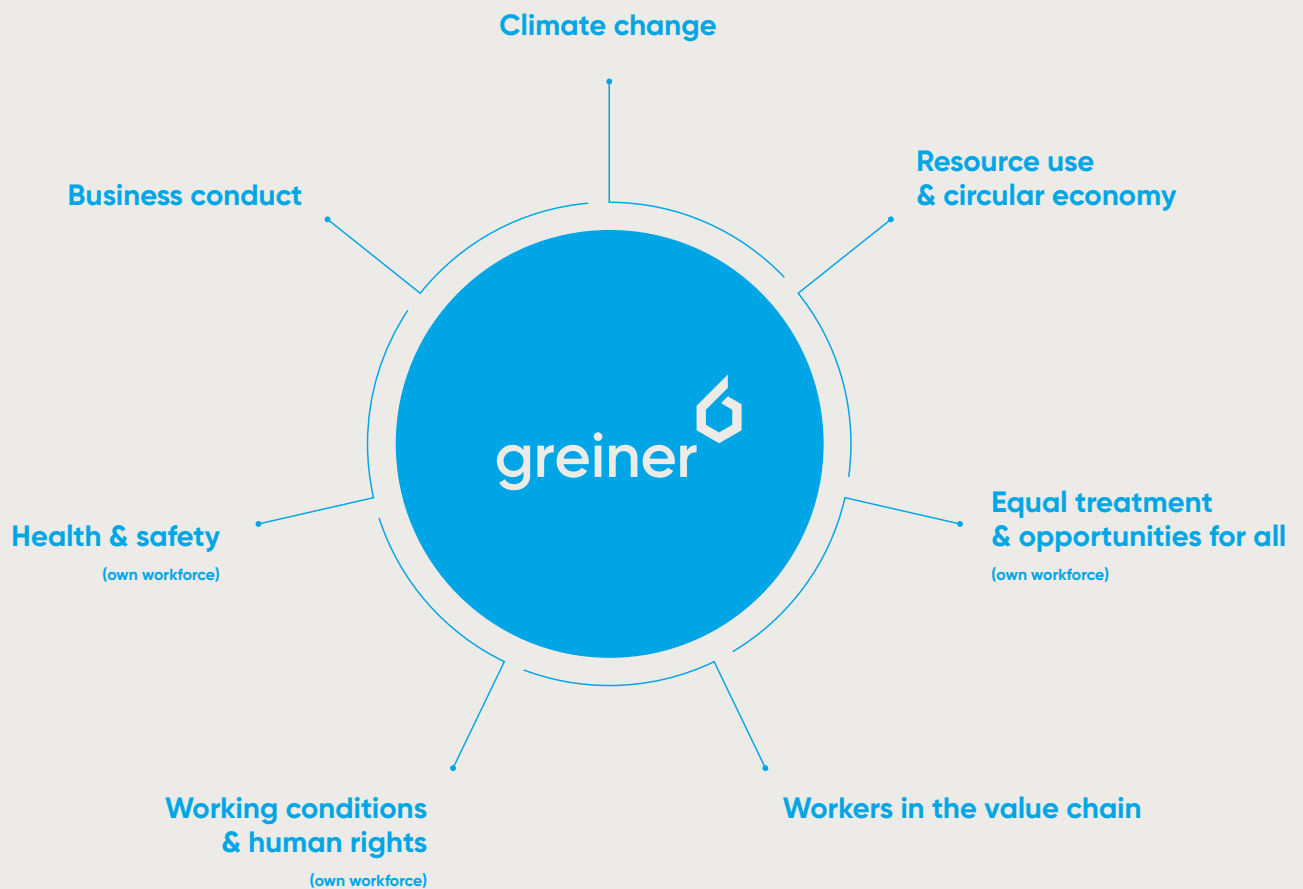 Climate change
Resource use
& circular economy
Business conduct
greiner
Equal treatment
& opportunities for all
(own workforce)
Health & safety
(own workforce)
Working conditions
& human rights
(own workforce)
Workers in the value chain